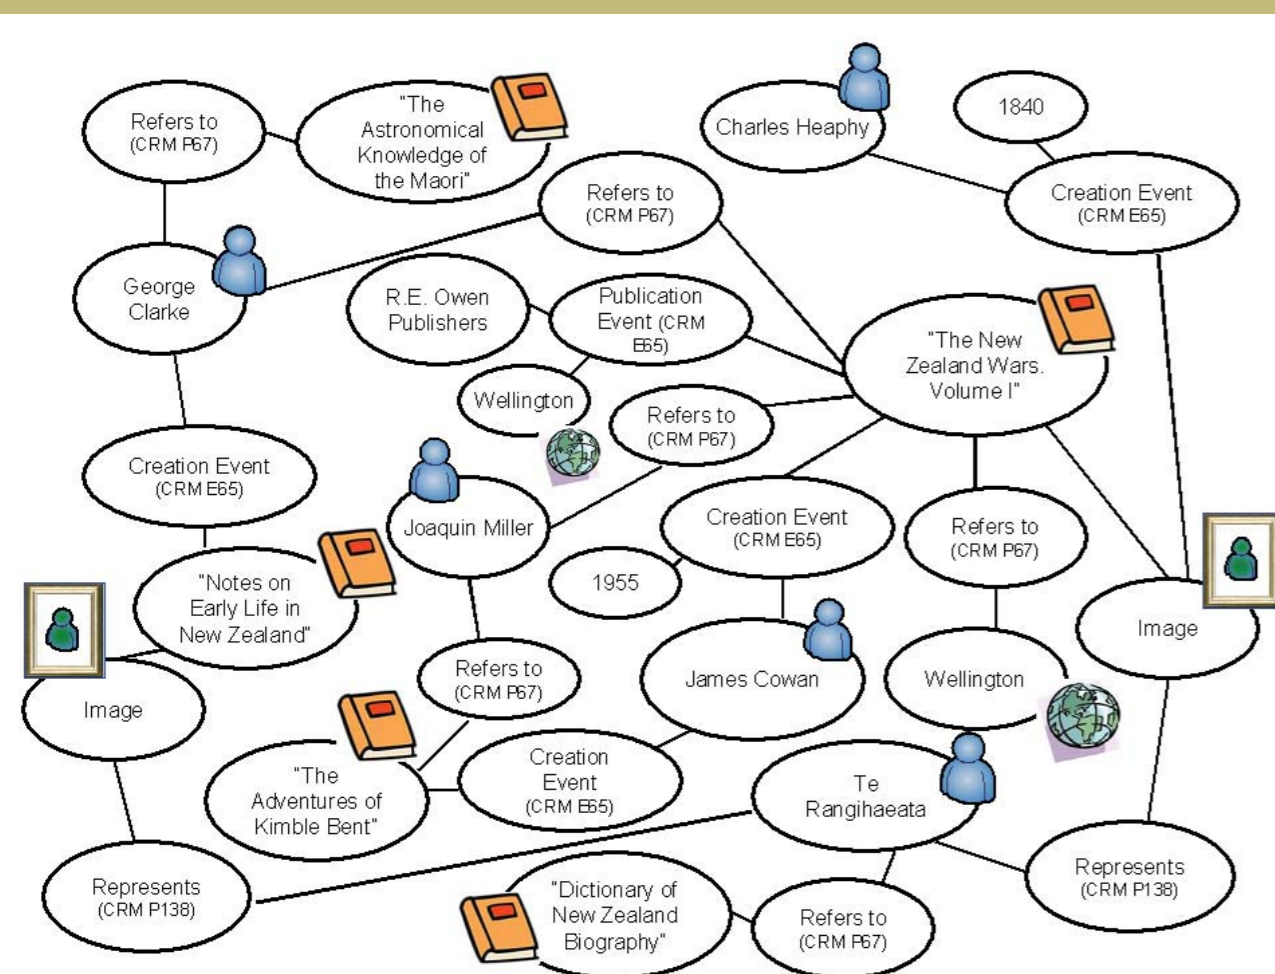 Refers to
(CRM P67)
"The
Astronomical
Knowledge of
the Maori"
Charles Heaphy
1840
Creation Event
(CRM E65)
Refers to
(CRM P67)
George
Clarke
R.E. Owen
Publishers
Publication
Event (CRM
E65)
"The New
Zealand Wars.
Volume I"
Wellington
Refers to
(CRM P67)
Creation Event
(CRM E65)
Joaquin Miller
Creation Event
(CRM E65)
Refers to
(CRM P67)
1955
"Notes on
Early Life in
New Zealand"
Image
Refers to
(CRM P67)
James Cowan
Wellington
Image
"The
Adventures of
Kimble Bent"
Creation
Event
(CRM E65)
Te
Rangihaeata
Represents
(CRM P138)
Represents
(CRM P138)
"Dictionary of
New Zealand
Biography"
Refers to
(CRM P67)